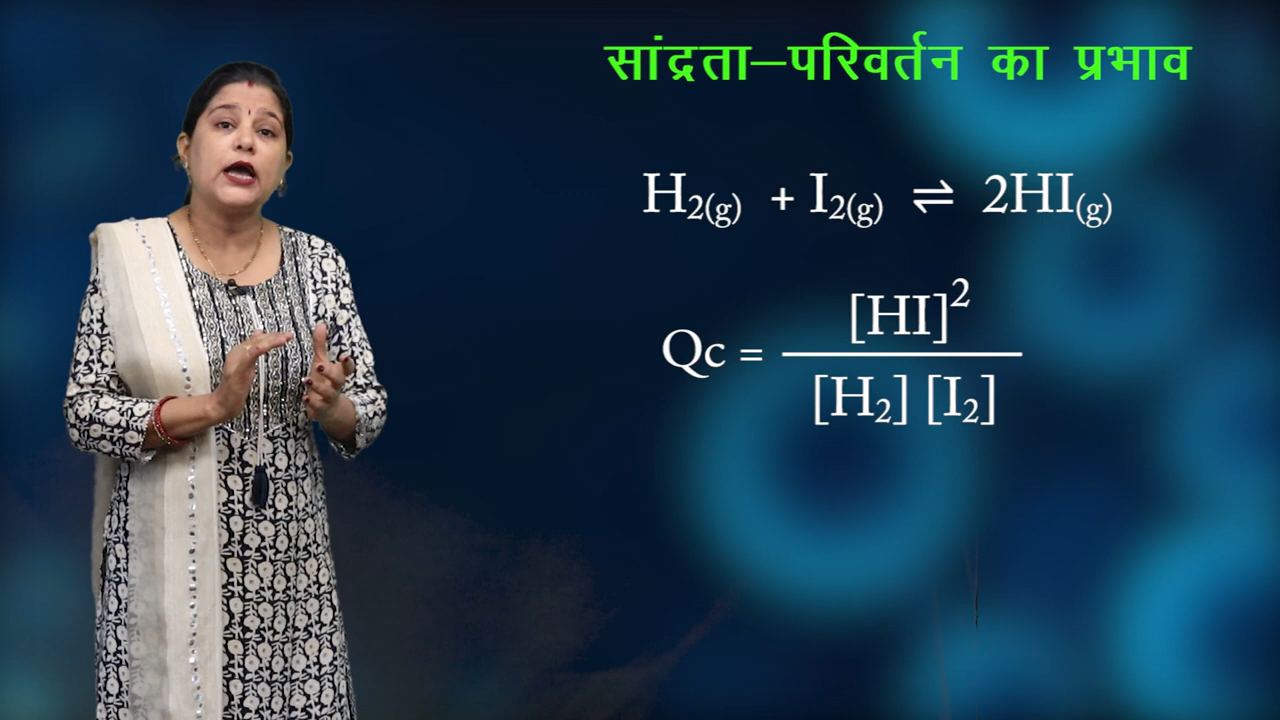 सांद्रता–परिवर्तन का प्रभाव
H₂(g) + I₂(g) ⇌ 2HI(g)
Qc = [HI]² / [H₂] [I₂]